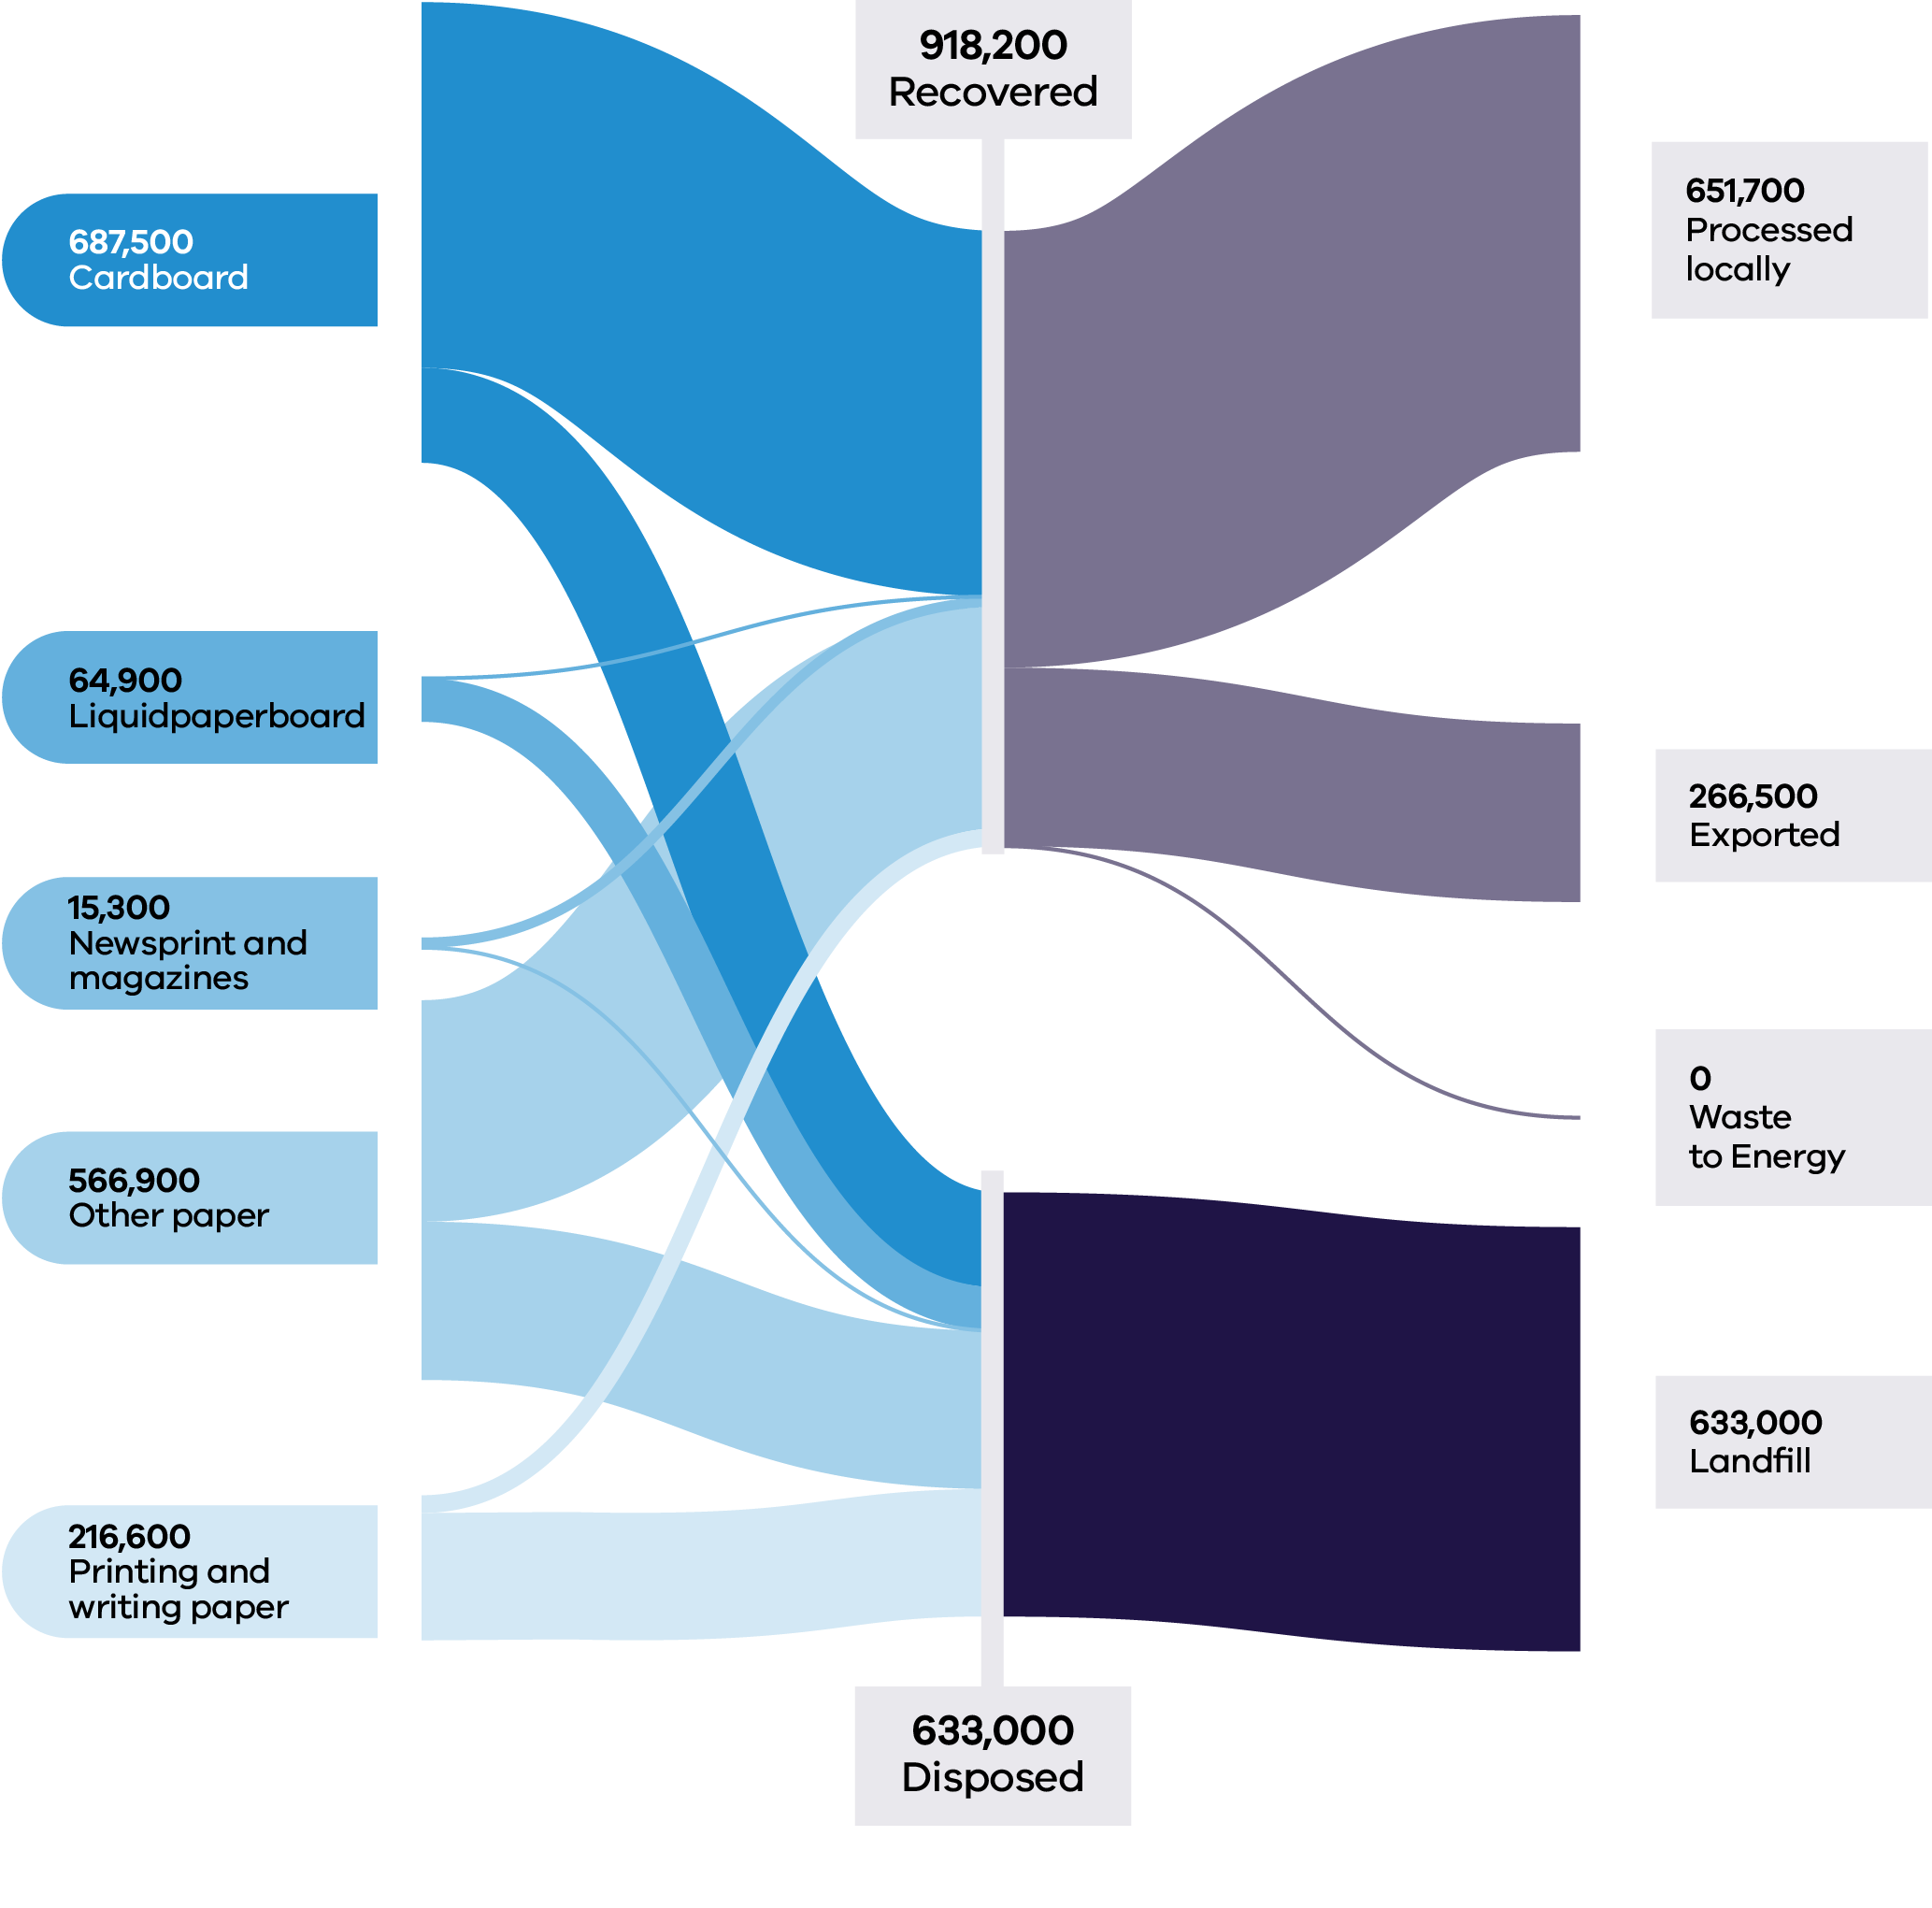 918,200
Recovered
687,500
Cardboard
64,900
Liquidpaperboard
15,300
Newsprint and
magazines
566,900
Other paper
216,600
Printing and
writing paper
633,000
Disposed
651,700
Processed
locally
266,500
Exported
0
Waste
to Energy
633,000
Landfill